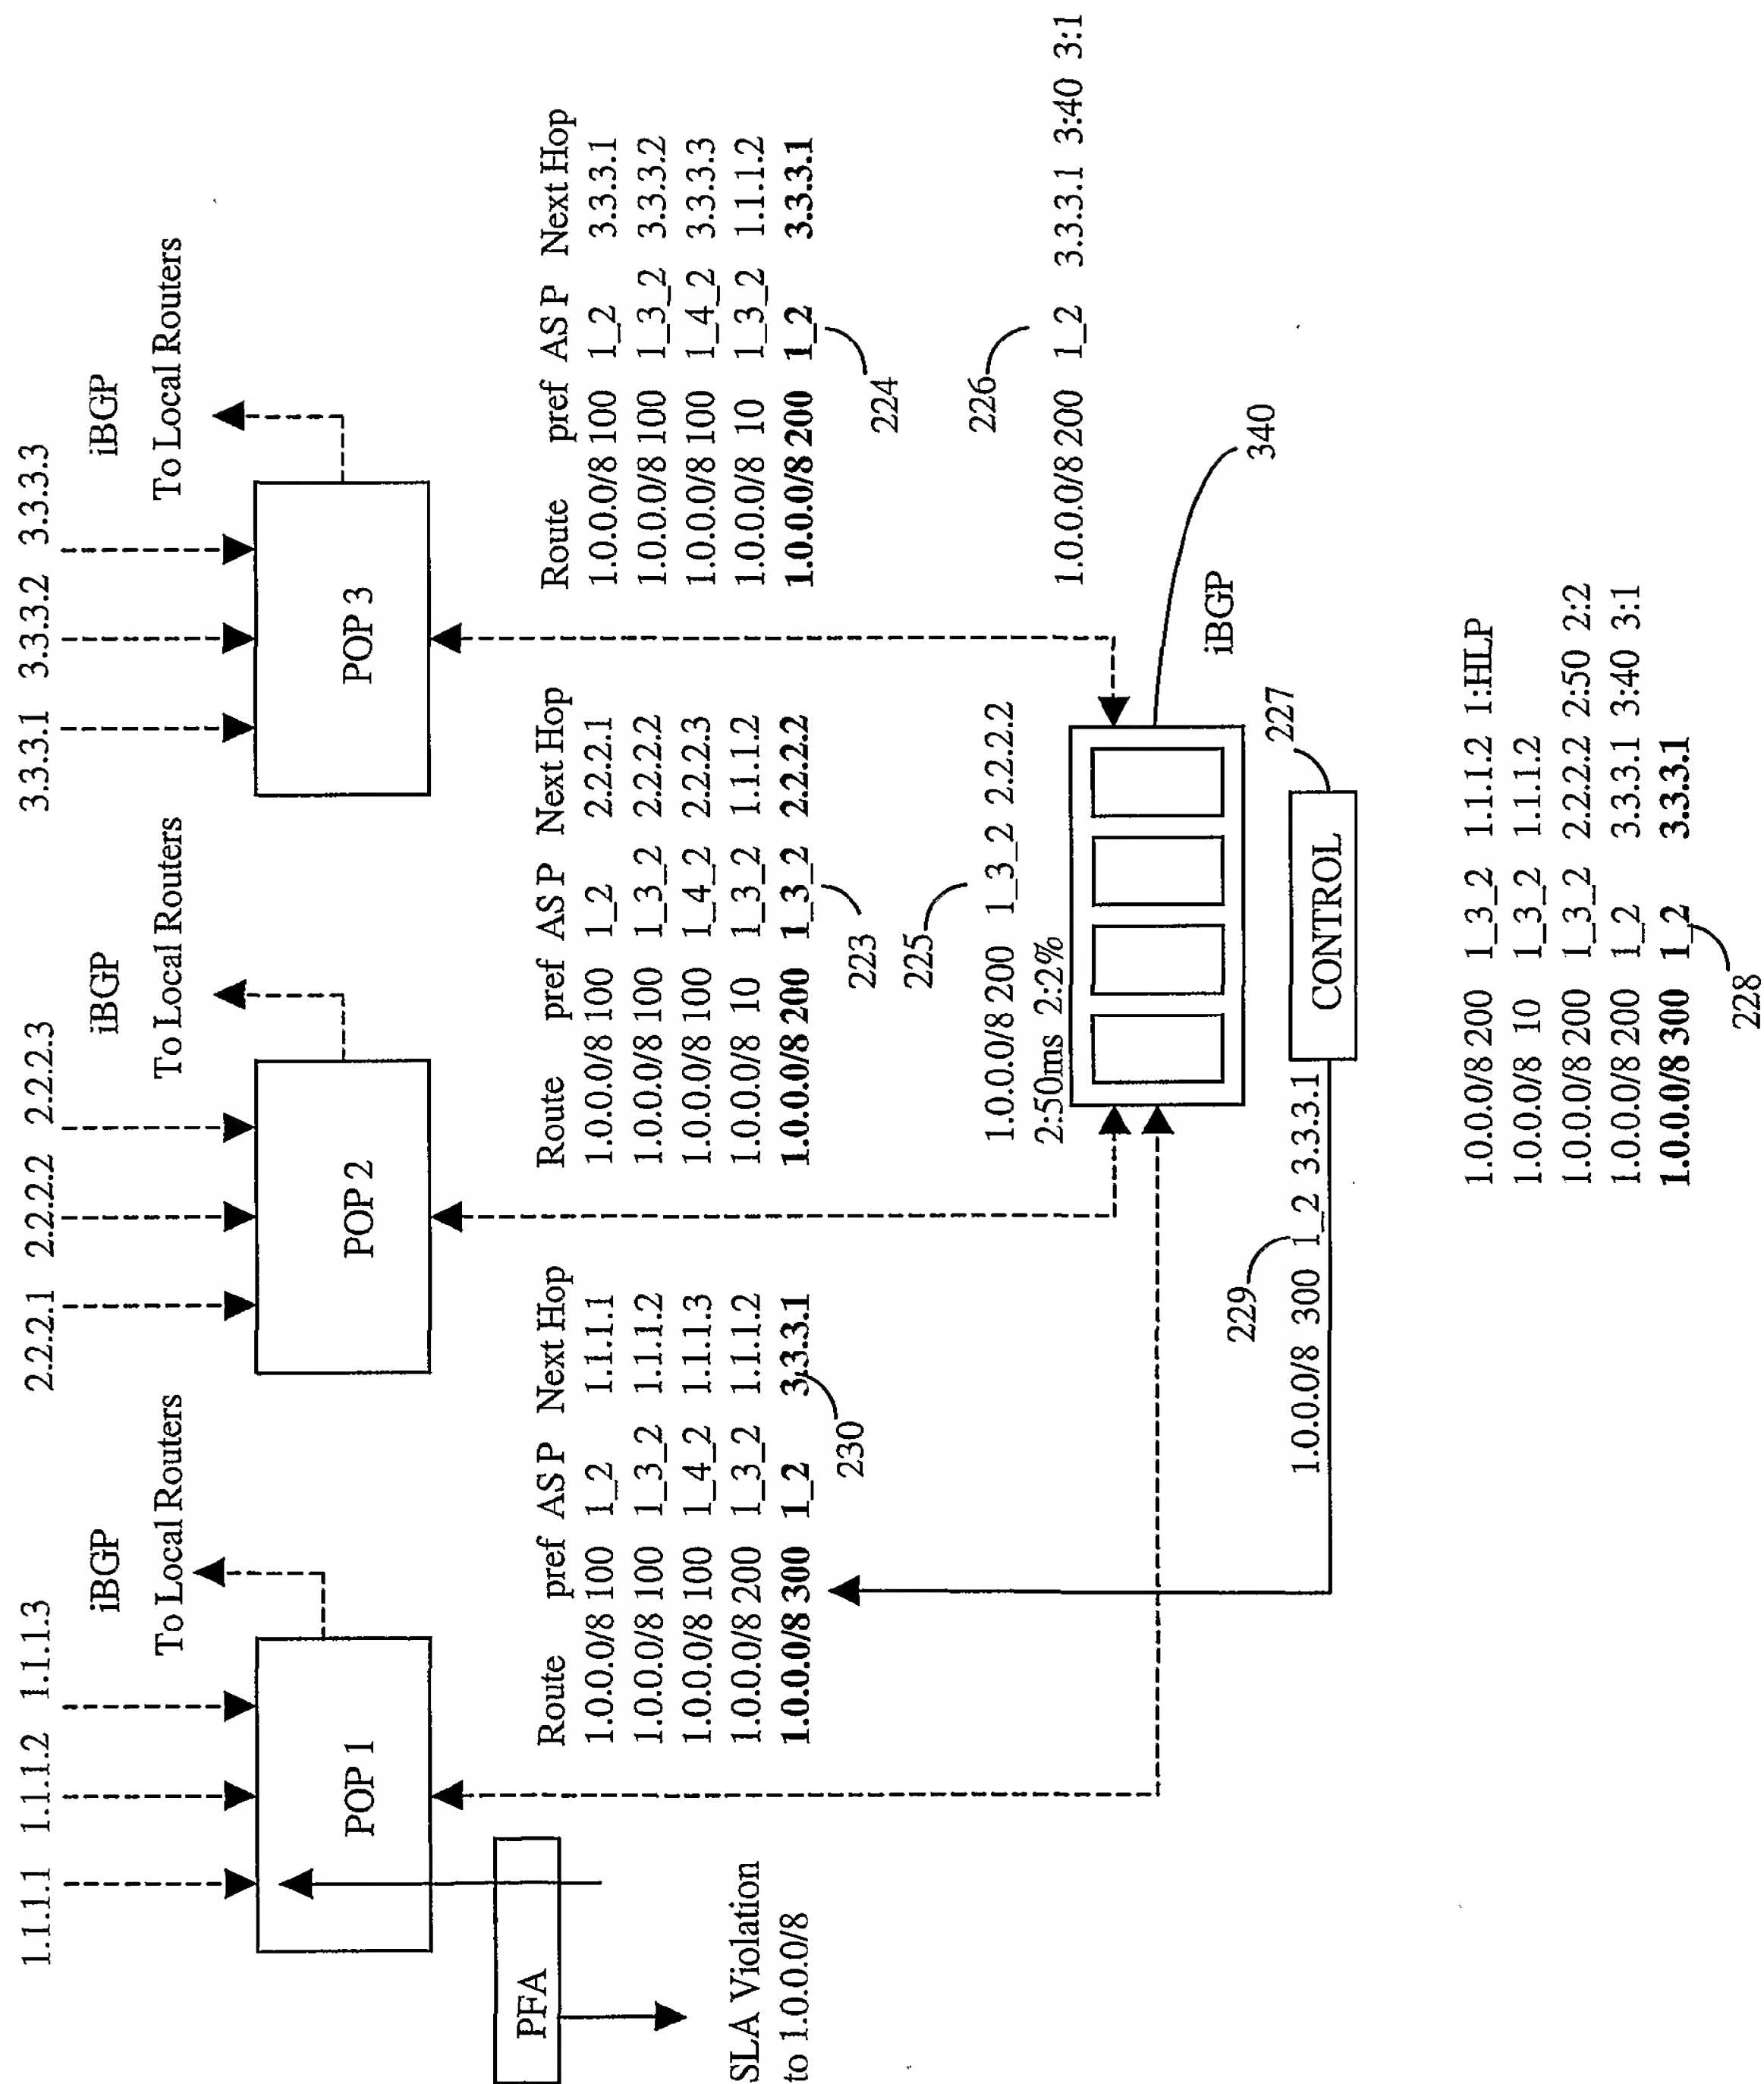 1.1.1.1 1.1.1.2 1.1.1.3
iBGP
To Local Routers
POP 1
PFA
SLA Violation
to 1.0.0.0/8
Route pref AS P Next Hop
1.0.0.0/8 100 1_2 1.1.1.1
1.0.0.0/8 100 1_3_2 1.1.1.2
1.0.0.0/8 100 1_4_2 1.1.1.3
1.0.0.0/8 200 1_3_2 1.1.1.2
1.0.0.0/8 300 1_2 3.3.3.1
230
2.2.2.1 2.2.2.2 2.2.2.3
iBGP
To Local Routers
POP 2
Route pref AS P Next Hop
1.0.0.0/8 100 1_2 2.2.2.1
1.0.0.0/8 100 1_3_2 2.2.2.2
1.0.0.0/8 100 1_4_2 2.2.2.3
1.0.0.0/8 10 1_3_2 1.1.1.2
1.0.0.0/8 200 1_3_2 2.2.2.2
223
3.3.3.1 3.3.3.2 3.3.3.3
iBGP
To Local Routers
POP 3
Route pref AS P Next Hop
1.0.0.0/8 100 1_2 3.3.3.1
1.0.0.0/8 100 1_3_2 3.3.3.2
1.0.0.0/8 100 1_4_2 3.3.3.3
1.0.0.0/8 10 1_3_2 1.1.1.2
1.0.0.0/8 200 1_2 3.3.3.1
224
225
1.0.0.0/8 200 1_3_2 2.2.2.2
2:50ms 2:2%
226
1.0.0.0/8 200 1_2 3.3.3.1 3:40 3:1
340
iBGP
227
CONTROL
229
1.0.0.0/8 300 1_2 3.3.3.1
1.0.0.0/8 200 1_3_2 1.1.1.2 1:HLP
1.0.0.0/8 10 1_3_2 1.1.1.2
1.0.0.0/8 200 1_3_2 2.2.2.2 2:50 2:2
1.0.0.0/8 200 1_2 3.3.3.1 3:40 3:1
1.0.0.0/8 300 1_2 3.3.3.1
228